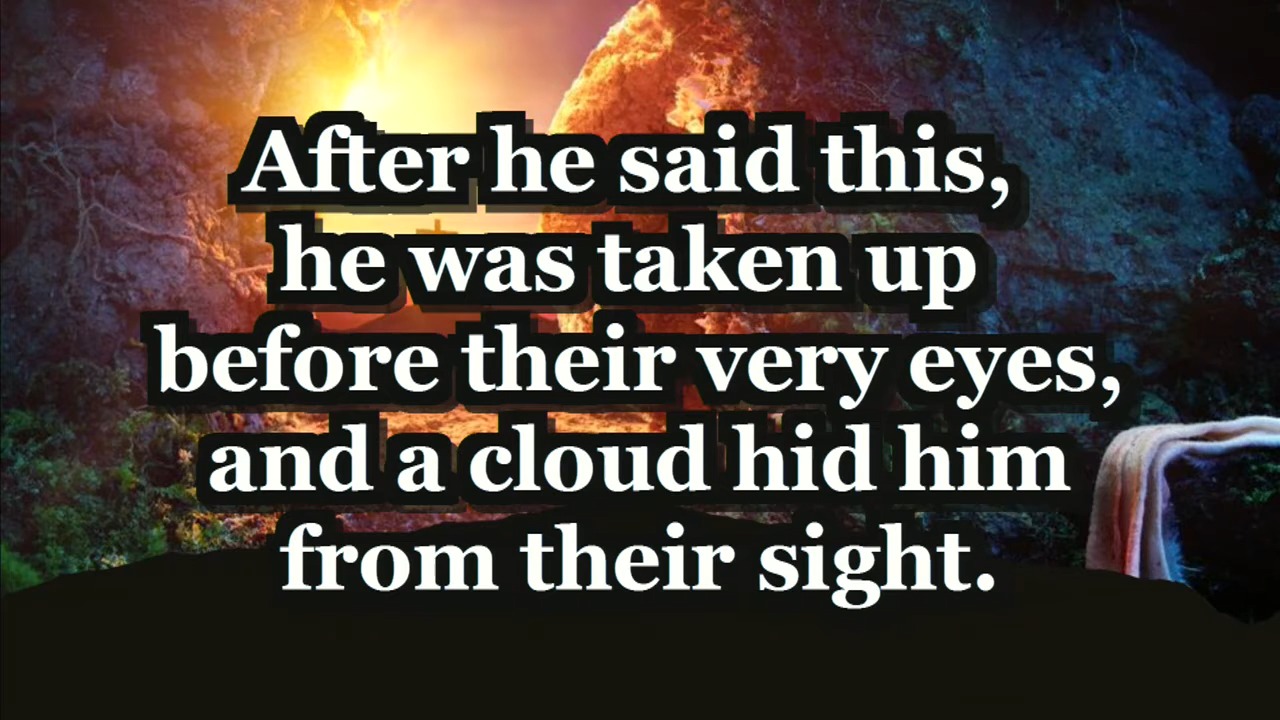 After he said this,
he was taken up
before their very eyes,
and a cloud hid him
from their sight.